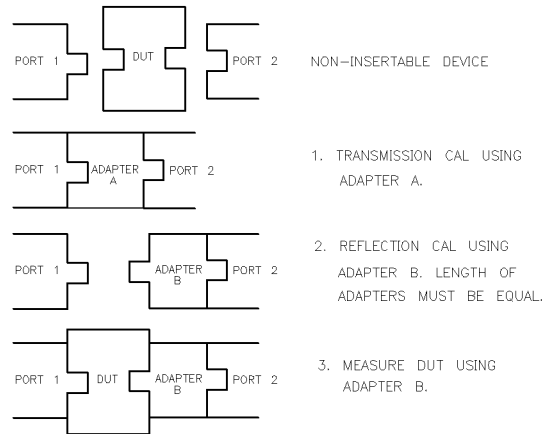 PORT 1
DUT
PORT 2
NON-INSERTABLE DEVICE
PORT 1
ADAPTER
A
PORT 2
1. TRANSMISSION CAL USING
ADAPTER A.
PORT 1
ADAPTER
B
PORT 2
2. REFLECTION CAL USING
ADAPTER B. LENGTH OF
ADAPTERS MUST BE EQUAL.
PORT 1
DUT
ADAPTER
B
PORT 2
3. MEASURE DUT USING
ADAPTER B.